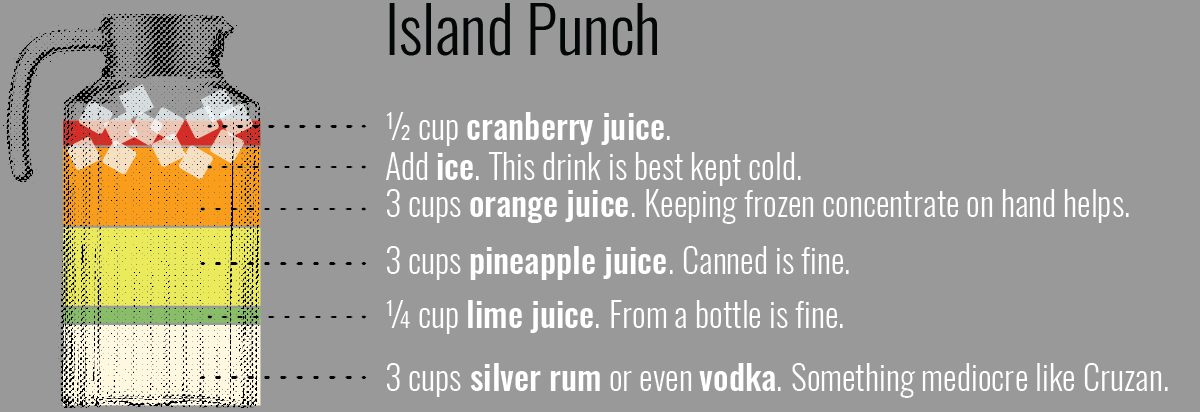 Island Punch
½ cup cranberry juice.
Add ice. This drink is best kept cold.
3 cups orange juice. Keeping frozen concentrate on hand helps.
3 cups pineapple juice. Canned is fine.
¼ cup lime juice. From a bottle is fine.
3 cups silver rum or even vodka. Something mediocre like Cruzan.